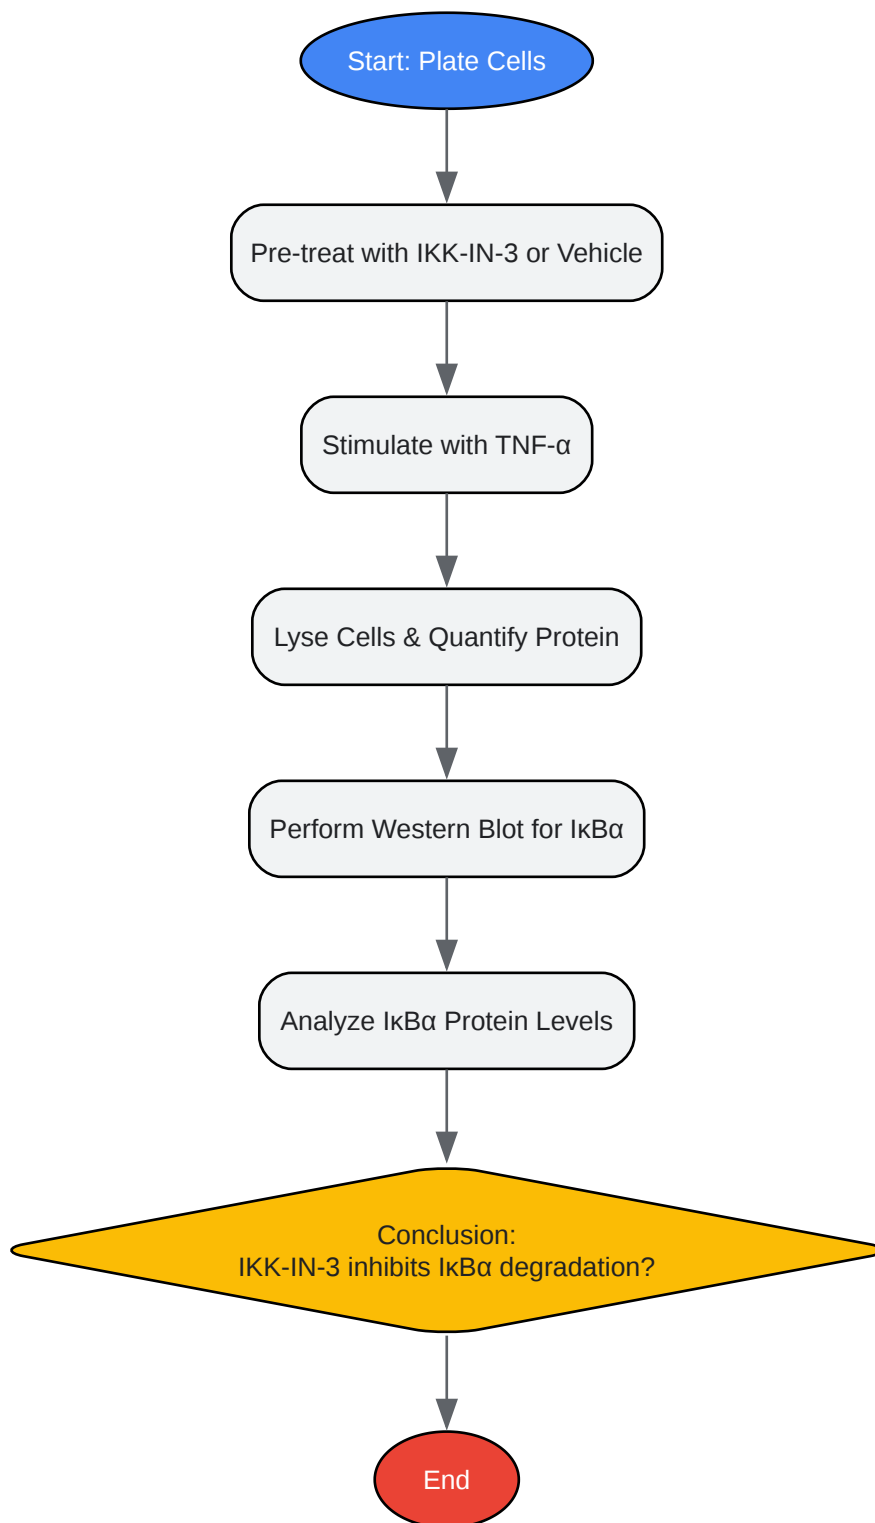 Start: Plate Cells
Pre-treat with IKK-IN-3 or Vehicle
Stimulate with TNF-α
Lyse Cells & Quantify Protein
Perform Western Blot for IκBα
Analyze IκBα Protein Levels
Conclusion:
IKK-IN-3 inhibits IκBα degradation?
End